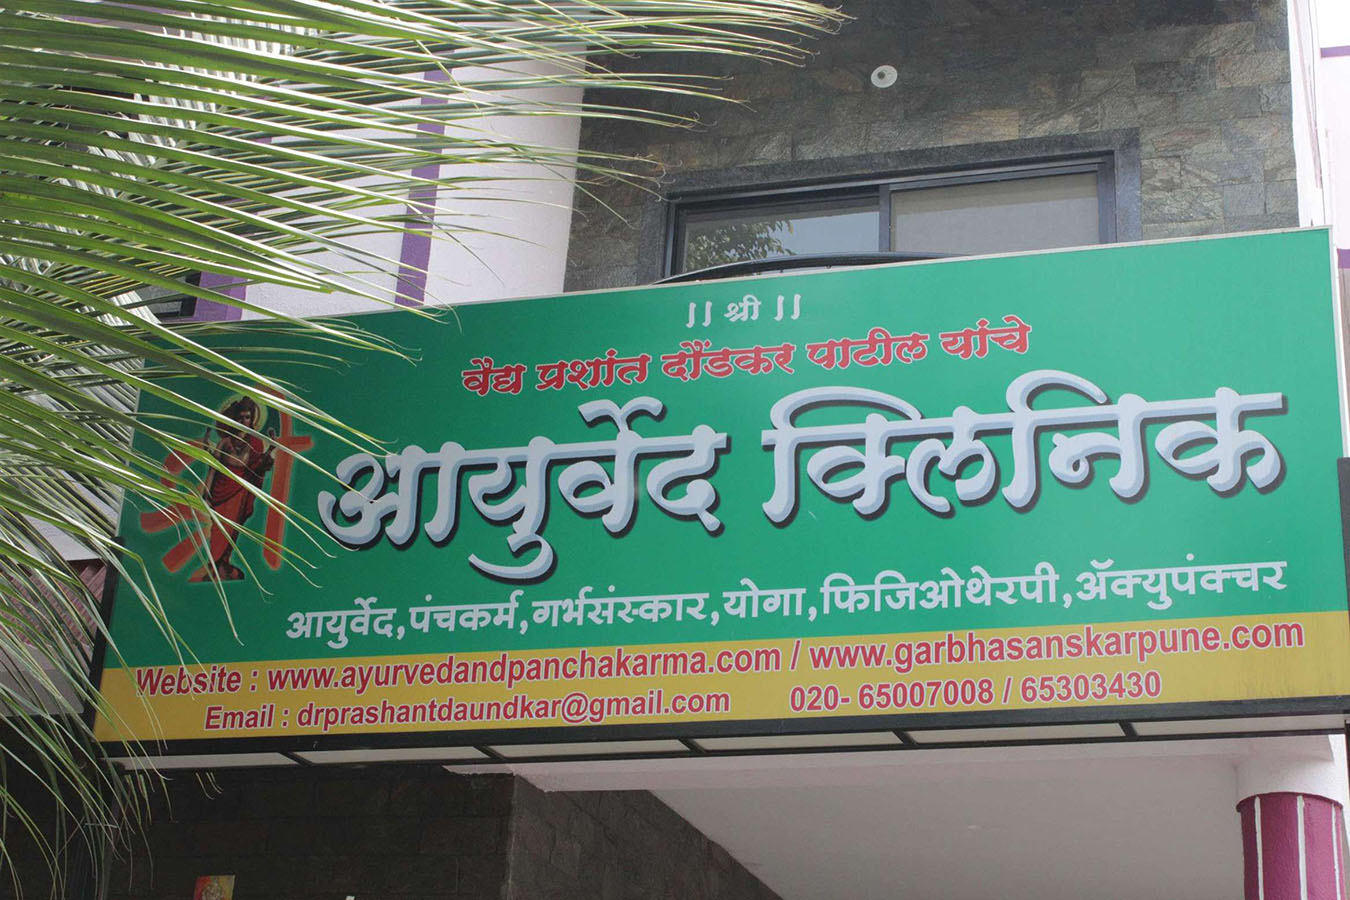 || श्री ||
वैद्य प्रशांत दौंडकर पाटील यांचे
श्री
आयुर्वेद क्लिनिक
आयुर्वेद,पंचकर्म,गर्भसंस्कार,योगा,फिजिओथेरपी,ॲक्युपंक्चर
Website : www.ayurvedandpanchakarma.com / www.garbhasanskarpune.com
Email : drprashantdaundkar@gmail.com 020- 65007008 / 65303430